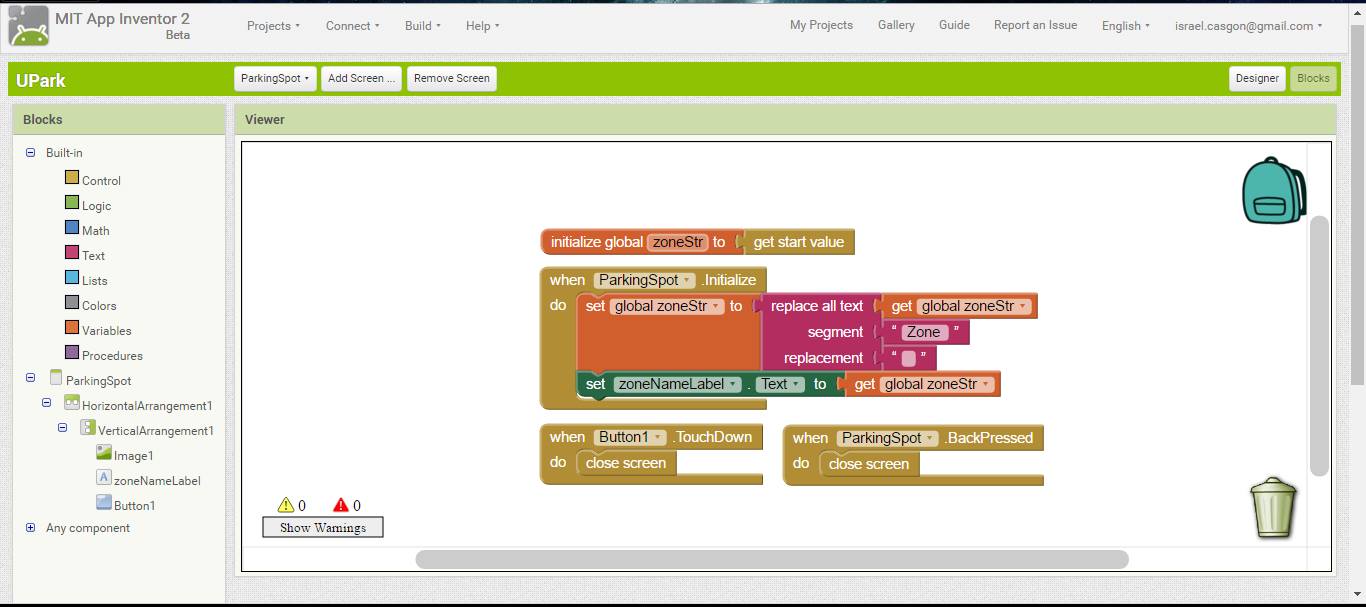 MIT App Inventor 2
Beta
Projects Connect Build Help
My Projects Gallery Guide Report an Issue English israel.casgon@gmail.com
UPark
ParkingSpot Add Screen ... Remove Screen
Designer Blocks
Blocks
Built-in
Control
Logic
Math
Text
Lists
Colors
Variables
Procedures
ParkingSpot
HorizontalArrangement1
VerticalArrangement1
Image1
A zoneNameLabel
Button1
Any component
Viewer
initialize global zoneStr to get start value
when ParkingSpot .Initialize
do set global zoneStr to replace all text get global zoneStr
segment “ Zone ”
replacement “ ”
set zoneNameLabel . Text to get global zoneStr
when Button1 .TouchDown
do close screen
when ParkingSpot .BackPressed
do close screen
0 0
Show Warnings